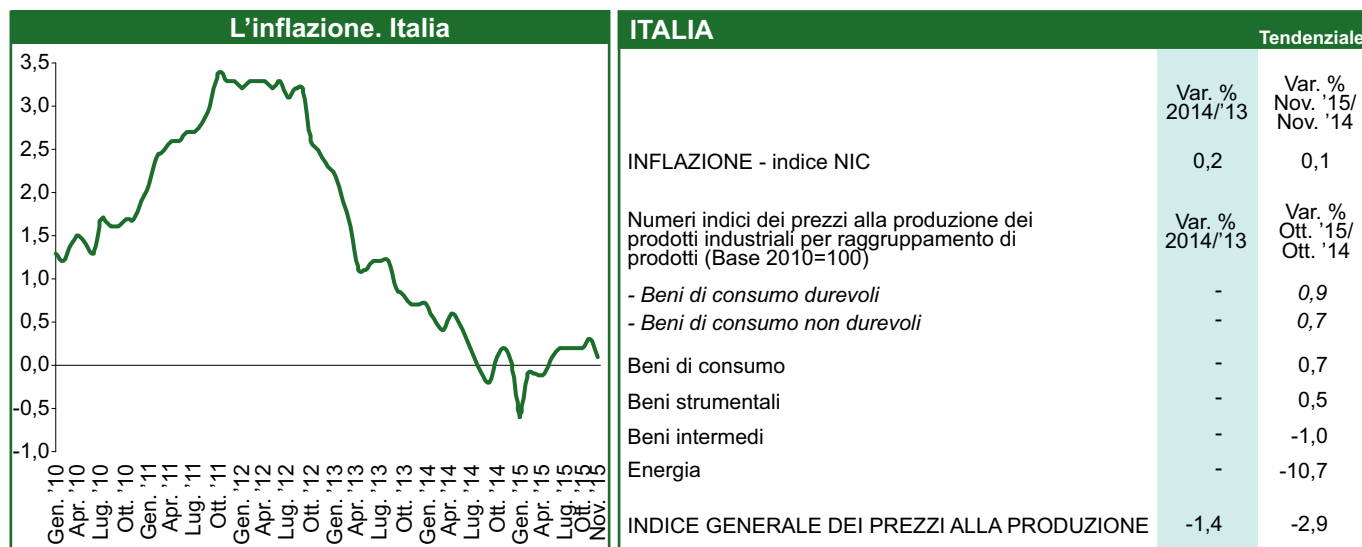 L'inflazione. Italia
3,5
3,0
2,5
2,0
1,5
1,0
0,5
0,0
-0,5
-1,0
Gen. '10
Apr. '10
Lug. '10
Ott. '10
Gen. '11
Apr. '11
Lug. '11
Ott. '11
Gen. '12
Apr. '12
Lug. '12
Ott. '12
Gen. '13
Apr. '13
Lug. '13
Ott. '13
Gen. '14
Apr. '14
Lug. '14
Ott. '14
Gen. '15
Apr. '15
Lug. '15
Ott. '15
Nov. '15
ITALIA
Tendenziale
Var. %
2014/'13
Var. %
Nov. '15/
Nov. '14
INFLAZIONE - indice NIC 0,2 0,1
Numeri indici dei prezzi alla produzione dei
prodotti industriali per raggruppamento di
prodotti (Base 2010=100)
Var. %
2014/'13
Var. %
Ott. '15/
Ott. '14
- Beni di consumo durevoli - 0,9
- Beni di consumo non durevoli - 0,7
Beni di consumo - 0,7
Beni strumentali - 0,5
Beni intermedi - -1,0
Energia - -10,7
INDICE GENERALE DEI PREZZI ALLA PRODUZIONE -1,4 -2,9